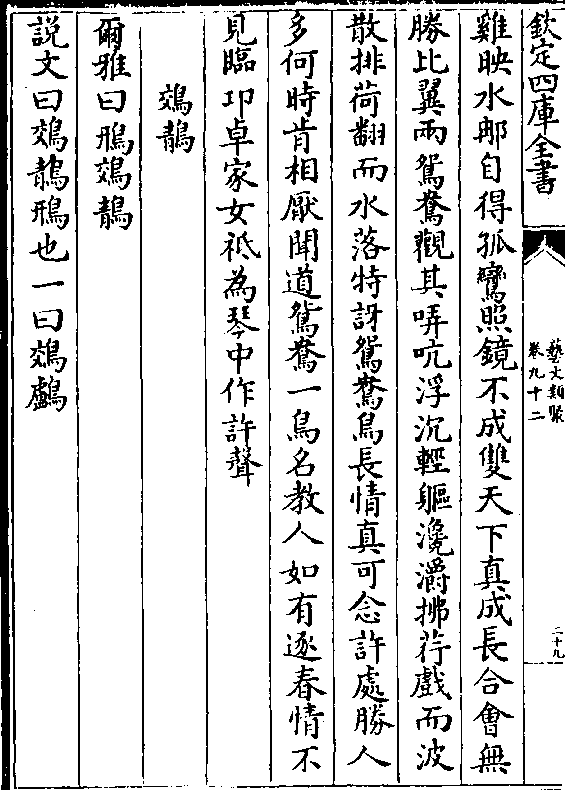 欽定四庫全書
藝文類聚
卷九十二
二十九
雞映水那自得孤鸞照鏡不成雙天下真成長合會無
勝比翼兩鴛鴦觀其哢吭浮沉輕軀瀺灂拂荇戲而波
散排荷翻而水落特訝鴛鴦鳥長情真可念許處勝人
多何時肯相厭聞道鴛鴦一鳥名教人如有逐春情不
見臨卭卓家女祗為琴中作許聲
鵁鶄
爾雅曰鳽鵁鶄
説文曰鵁鶄鳽也一曰鵁鸕